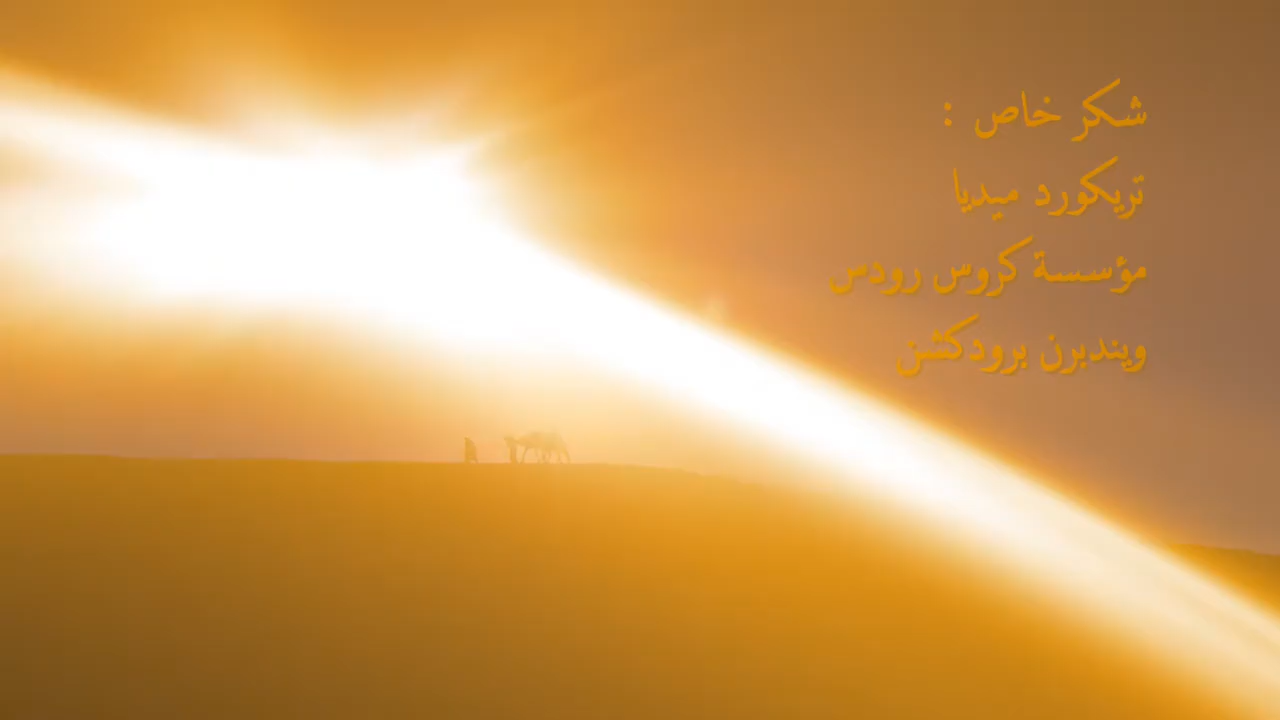 شكر خاص :
تريكورد ميديا
مؤسسة كروس رودس
ويندبرن برودكشن